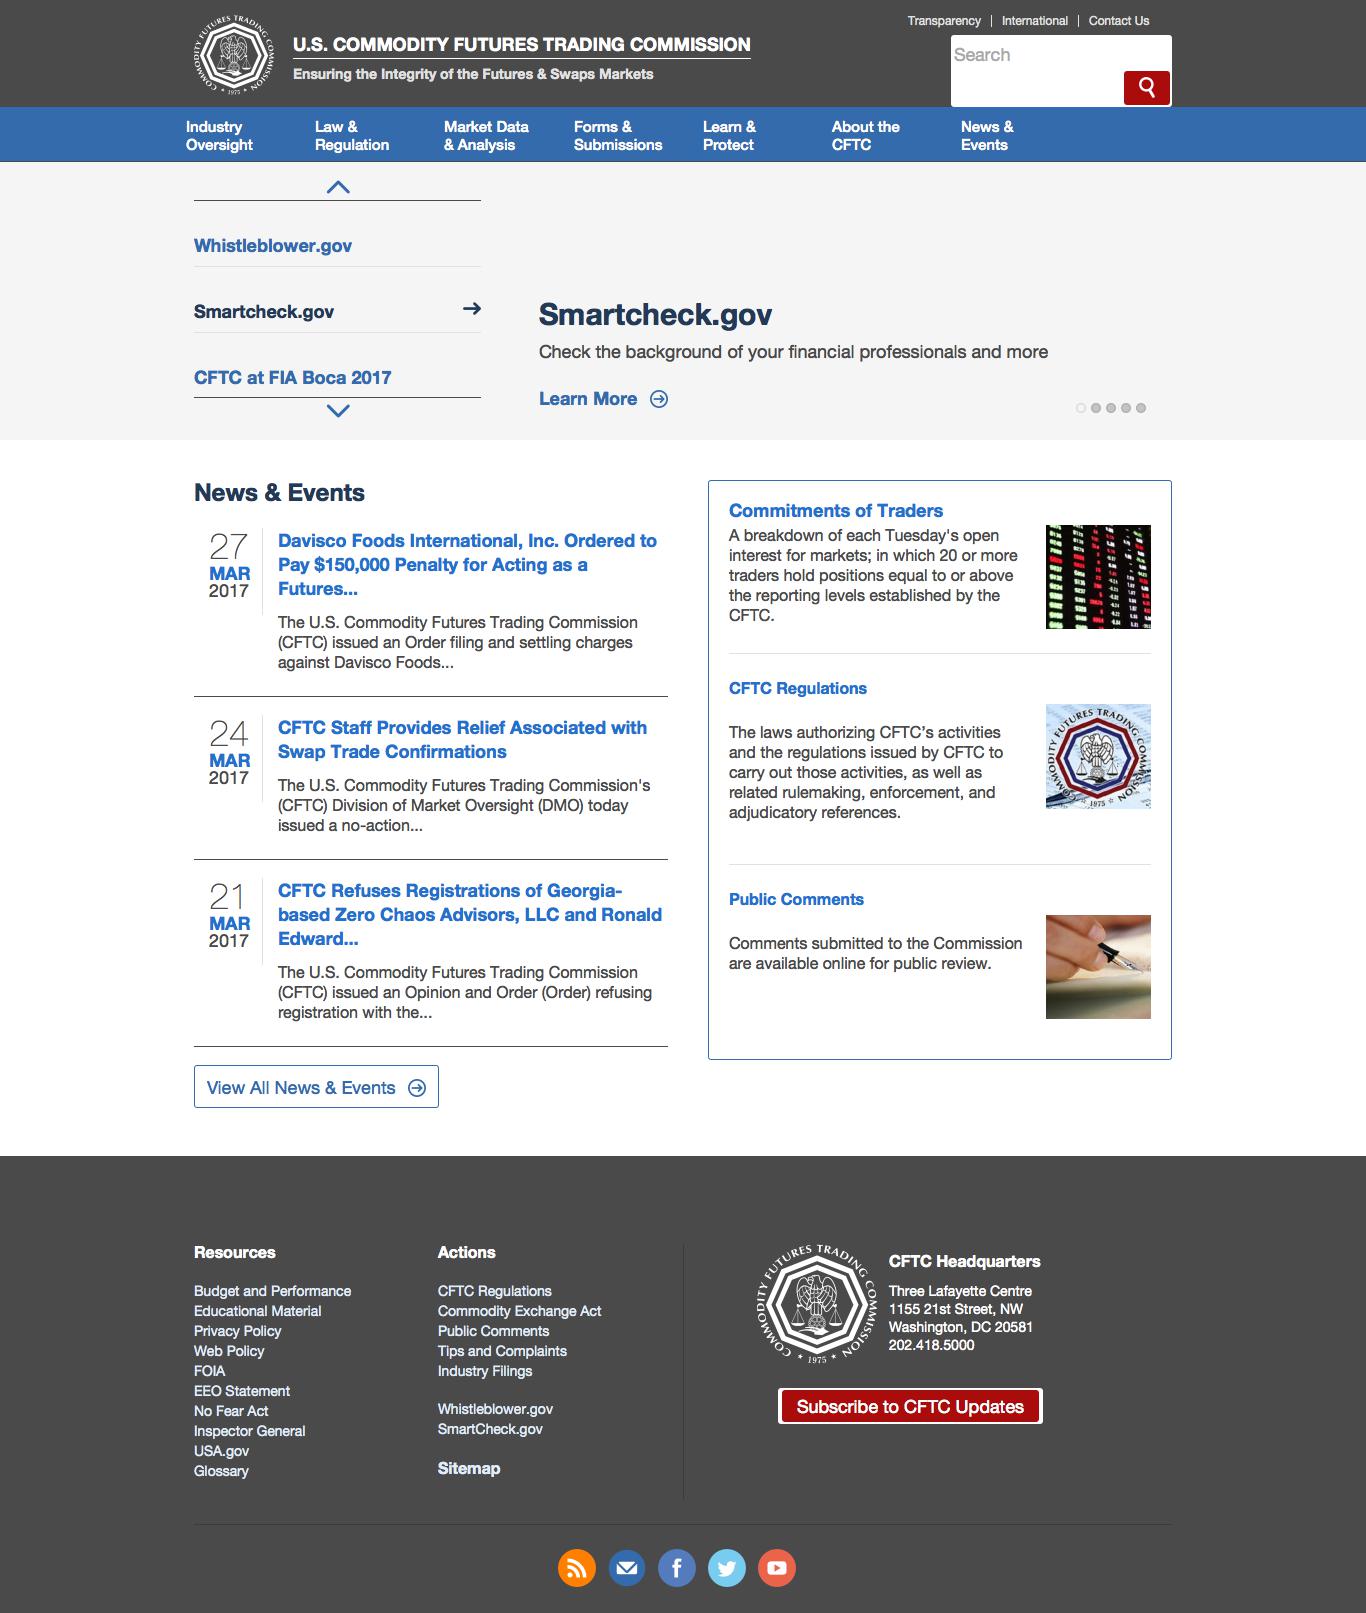 COMMODITY FUTURES TRADING COMMISSION
* 1975 *
U.S. COMMODITY FUTURES TRADING COMMISSION
Ensuring the Integrity of the Futures & Swaps Markets
Transparency | International | Contact Us
Search
Industry
Oversight
Law &
Regulation
Market Data
& Analysis
Forms &
Submissions
Learn &
Protect
About the
CFTC
News &
Events
Whistleblower.gov
Smartcheck.gov
CFTC at FIA Boca 2017
Smartcheck.gov
Check the background of your financial professionals and more
Learn More
News & Events
27
MAR
2017
Davisco Foods International, Inc. Ordered to
Pay $150,000 Penalty for Acting as a
Futures...
The U.S. Commodity Futures Trading Commission
(CFTC) issued an Order filing and settling charges
against Davisco Foods...
24
MAR
2017
CFTC Staff Provides Relief Associated with
Swap Trade Confirmations
The U.S. Commodity Futures Trading Commission's
(CFTC) Division of Market Oversight (DMO) today
issued a no-action...
21
MAR
2017
CFTC Refuses Registrations of Georgia-
based Zero Chaos Advisors, LLC and Ronald
Edward...
The U.S. Commodity Futures Trading Commission
(CFTC) issued an Opinion and Order (Order) refusing
registration with the...
View All News & Events
Commitments of Traders
A breakdown of each Tuesday's open
interest for markets; in which 20 or more
traders hold positions equal to or above
the reporting levels established by the
CFTC.
CFTC Regulations
The laws authorizing CFTC’s activities
and the regulations issued by CFTC to
carry out those activities, as well as
related rulemaking, enforcement, and
adjudicatory references.
COMMODITY FUTURES TRADING COMMISSION
* 1975 *
Public Comments
Comments submitted to the Commission
are available online for public review.
Resources
Budget and Performance
Educational Material
Privacy Policy
Web Policy
FOIA
EEO Statement
No Fear Act
Inspector General
USA.gov
Glossary
Actions
CFTC Regulations
Commodity Exchange Act
Public Comments
Tips and Complaints
Industry Filings
Whistleblower.gov
SmartCheck.gov
Sitemap
COMMODITY FUTURES TRADING COMMISSION
* 1975 *
CFTC Headquarters
Three Lafayette Centre
1155 21st Street, NW
Washington, DC 20581
202.418.5000
Subscribe to CFTC Updates